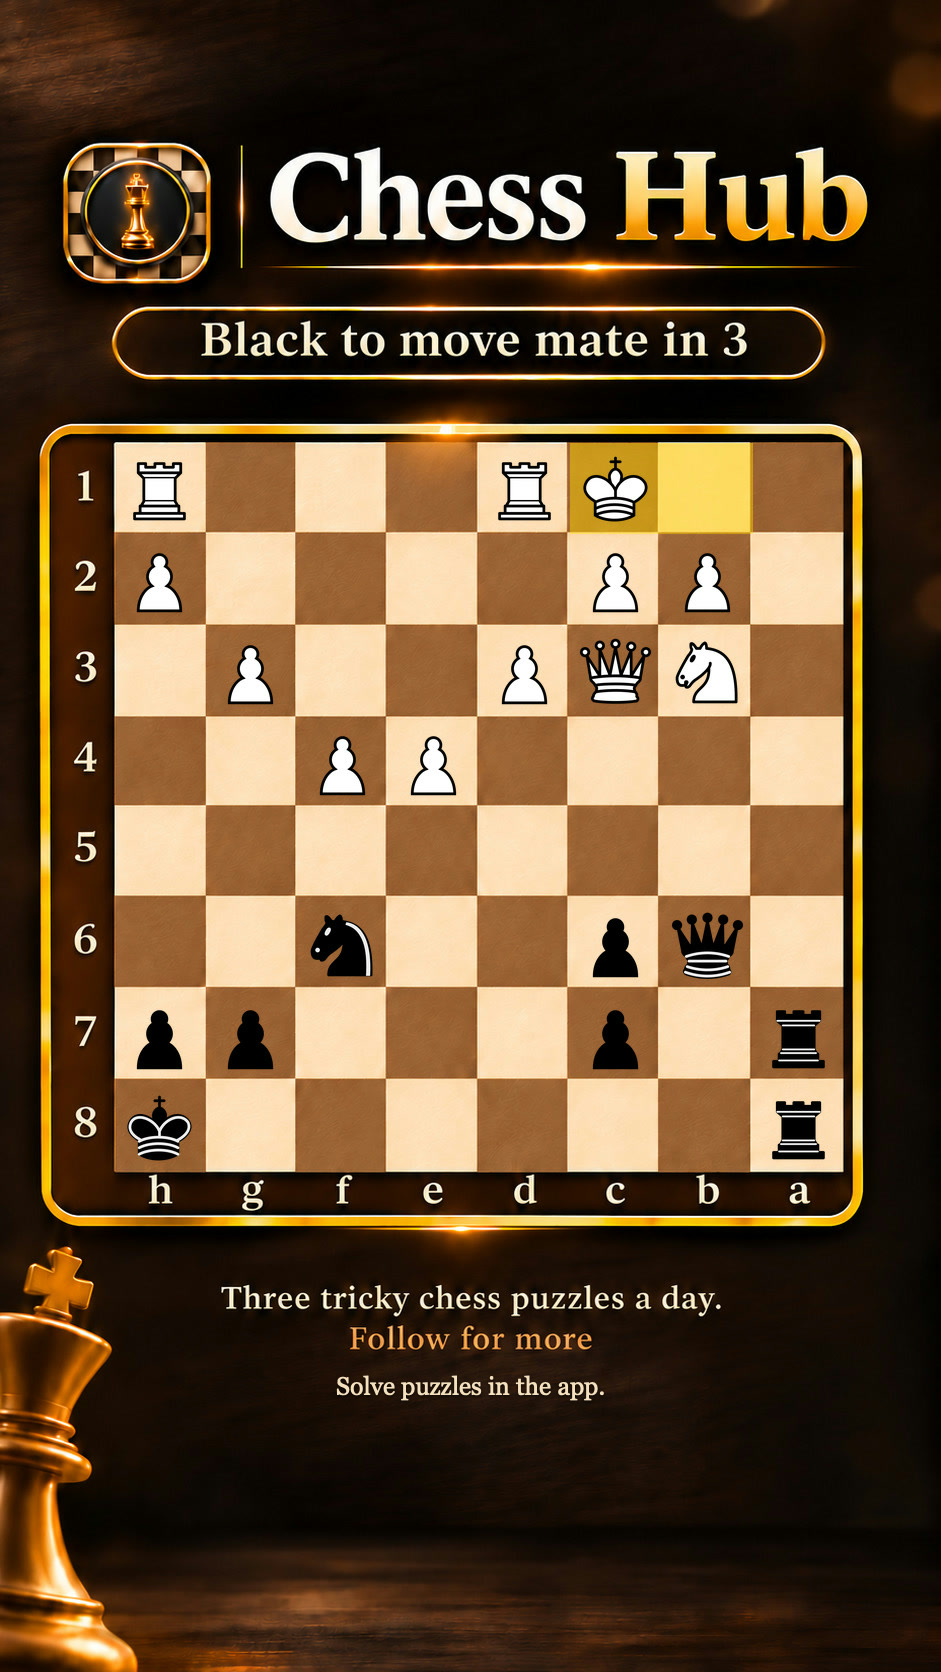 Chess Hub
Black to move mate in 3
1
2
3
4
5
6
7
8
h g f e d c b a
Three tricky chess puzzles a day.
Follow for more
Solve puzzles in the app.